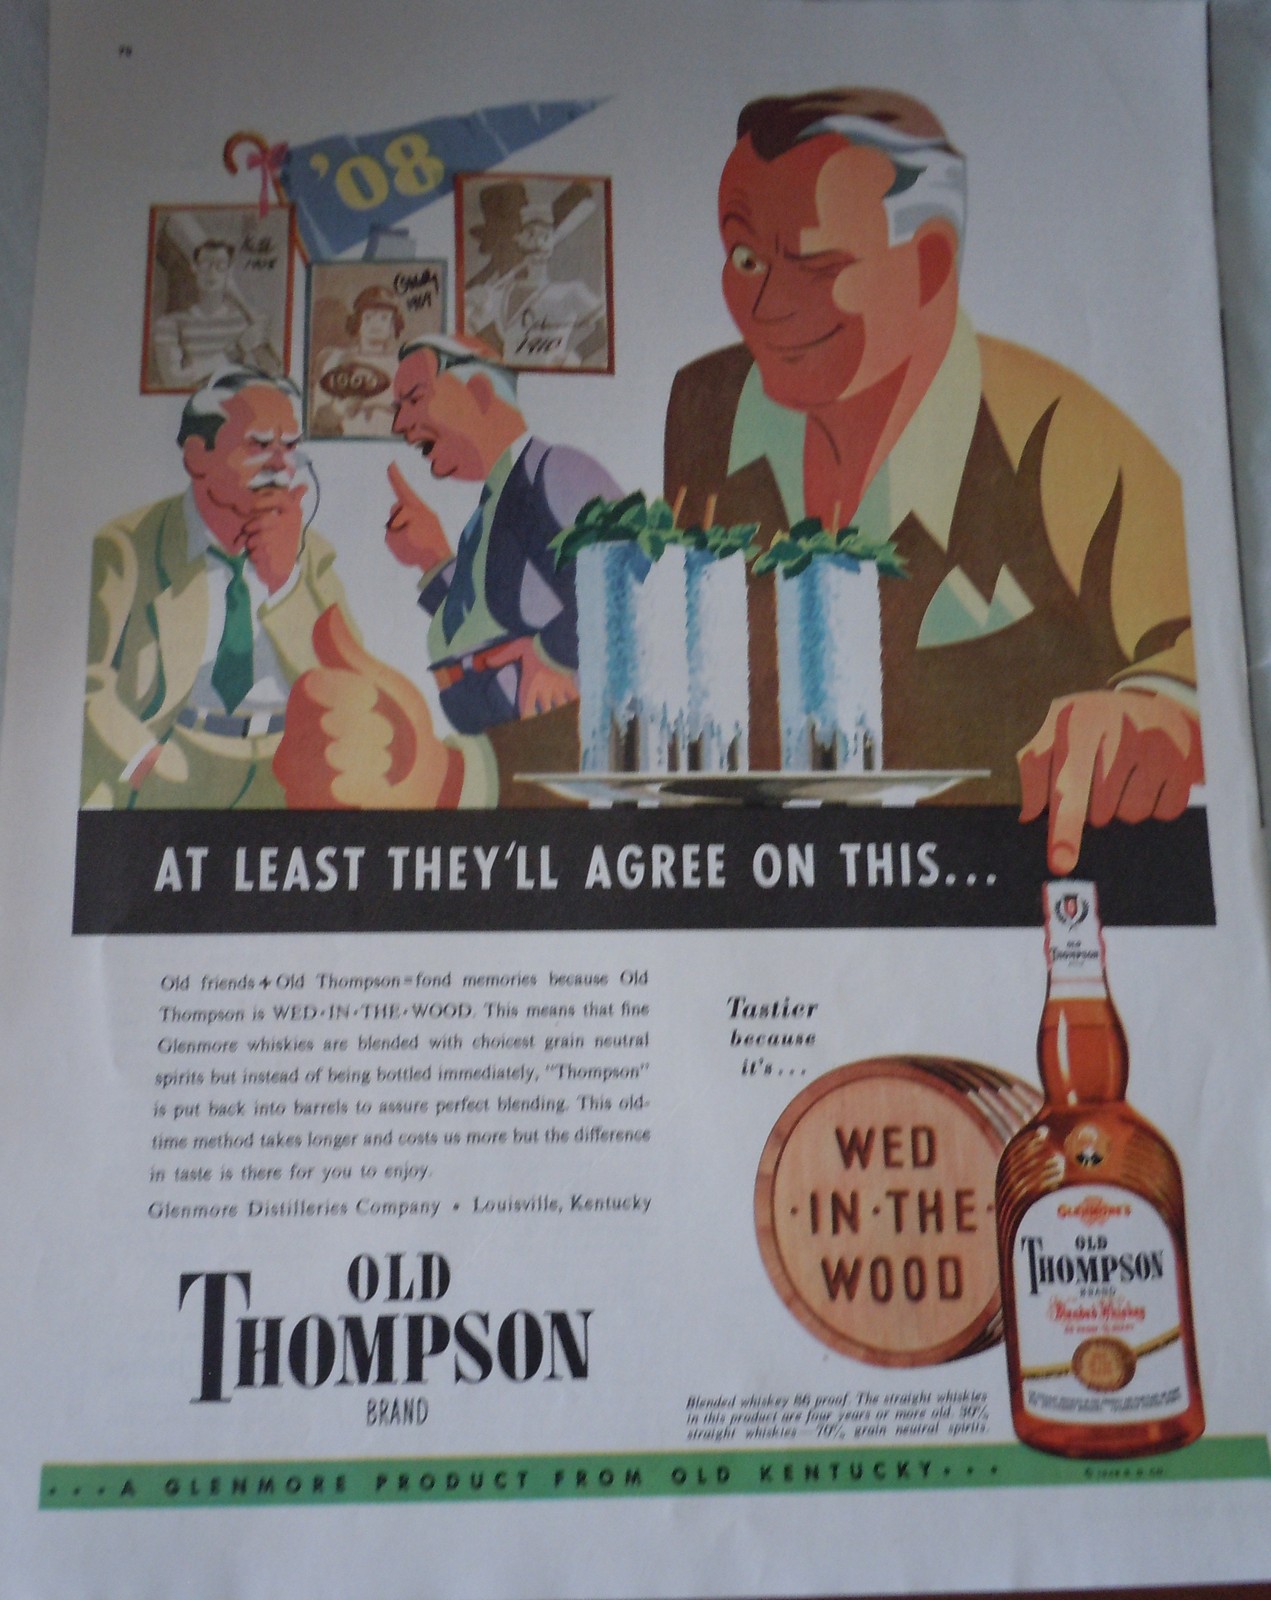 '08
1909
1910
AT LEAST THEY'LL AGREE ON THIS...
OLD
THOMPSON
Old friends + Old Thompson = fond memories because Old
Thompson is WED·IN·THE·WOOD. This means that fine
Glenmore whiskies are blended with choicest grain neutral
spirits but instead of being bottled immediately, "Thompson"
is put back into barrels to assure perfect blending. This old-
time method takes longer and costs us more but the difference
in taste is there for you to enjoy.
Glenmore Distilleries Company • Louisville, Kentucky
OLD
THOMPSON
BRAND
Tastier
because
it's...
WED
·IN·THE·
WOOD
GLENMORE'S
OLD
THOMPSON
BRAND
Blended Whiskey
Blended whiskey 86 proof. The straight whiskies
in this product are four years or more old. 30%
straight whiskies—70% grain neutral spirits.
...A GLENMORE PRODUCT FROM OLD KENTUCKY...